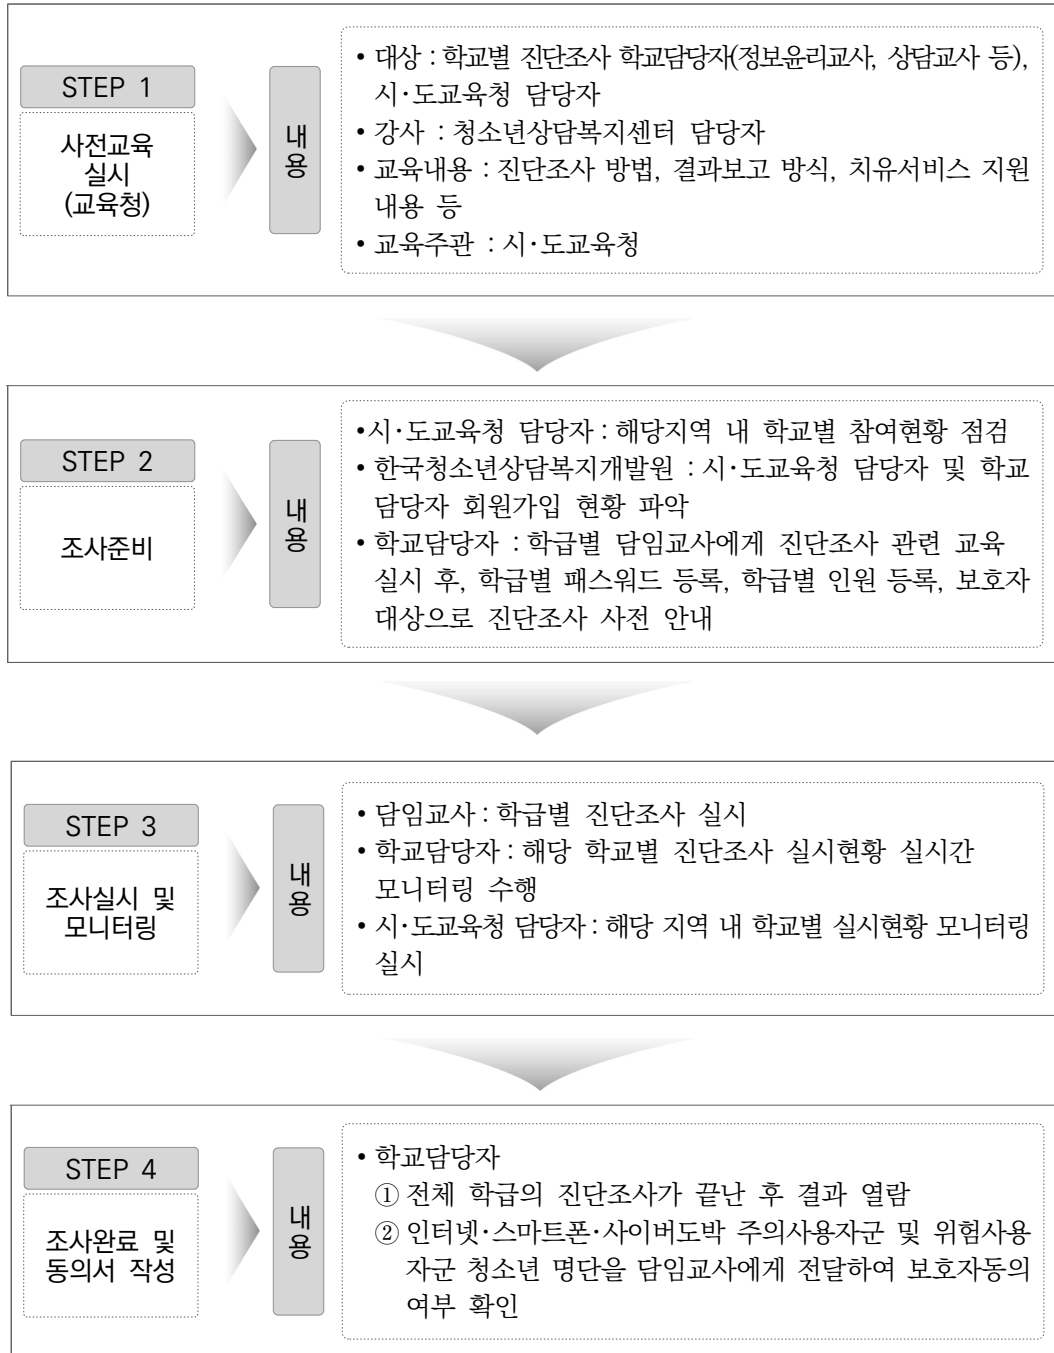 STEP 1
사전교육
실시
(교육청)
내
용
• 대상 : 학교별 진단조사 학교담당자(정보윤리교사, 상담교사 등),
시·도교육청 담당자
• 강사 : 청소년상담복지센터 담당자
• 교육내용 : 진단조사 방법, 결과보고 방식, 치유서비스 지원
내용 등
• 교육주관 : 시·도교육청
STEP 2
조사준비
내
용
•시·도교육청 담당자 : 해당지역 내 학교별 참여현황 점검
• 한국청소년상담복지개발원 : 시·도교육청 담당자 및 학교
담당자 회원가입 현황 파악
• 학교담당자 : 학급별 담임교사에게 진단조사 관련 교육
실시 후, 학급별 패스워드 등록, 학급별 인원 등록, 보호자
대상으로 진단조사 사전 안내
STEP 3
조사실시 및
모니터링
내
용
• 담임교사 : 학급별 진단조사 실시
• 학교담당자 : 해당 학교별 진단조사 실시현황 실시간
모니터링 수행
• 시·도교육청 담당자 : 해당 지역 내 학교별 실시현황 모니터링
실시
STEP 4
조사완료 및
동의서 작성
내
용
• 학교담당자
① 전체 학급의 진단조사가 끝난 후 결과 열람
② 인터넷·스마트폰·사이버도박 주의사용자군 및 위험사용
자군 청소년 명단을 담임교사에게 전달하여 보호자동의
여부 확인